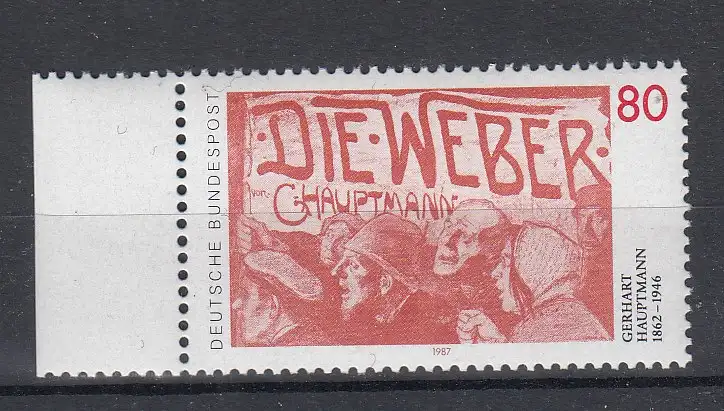 DEUTSCHE BUNDESPOST
·DIE·WEBER·
von
G.HAUPTMANN
80
GERHART
HAUPTMANN
1862–1946
1987